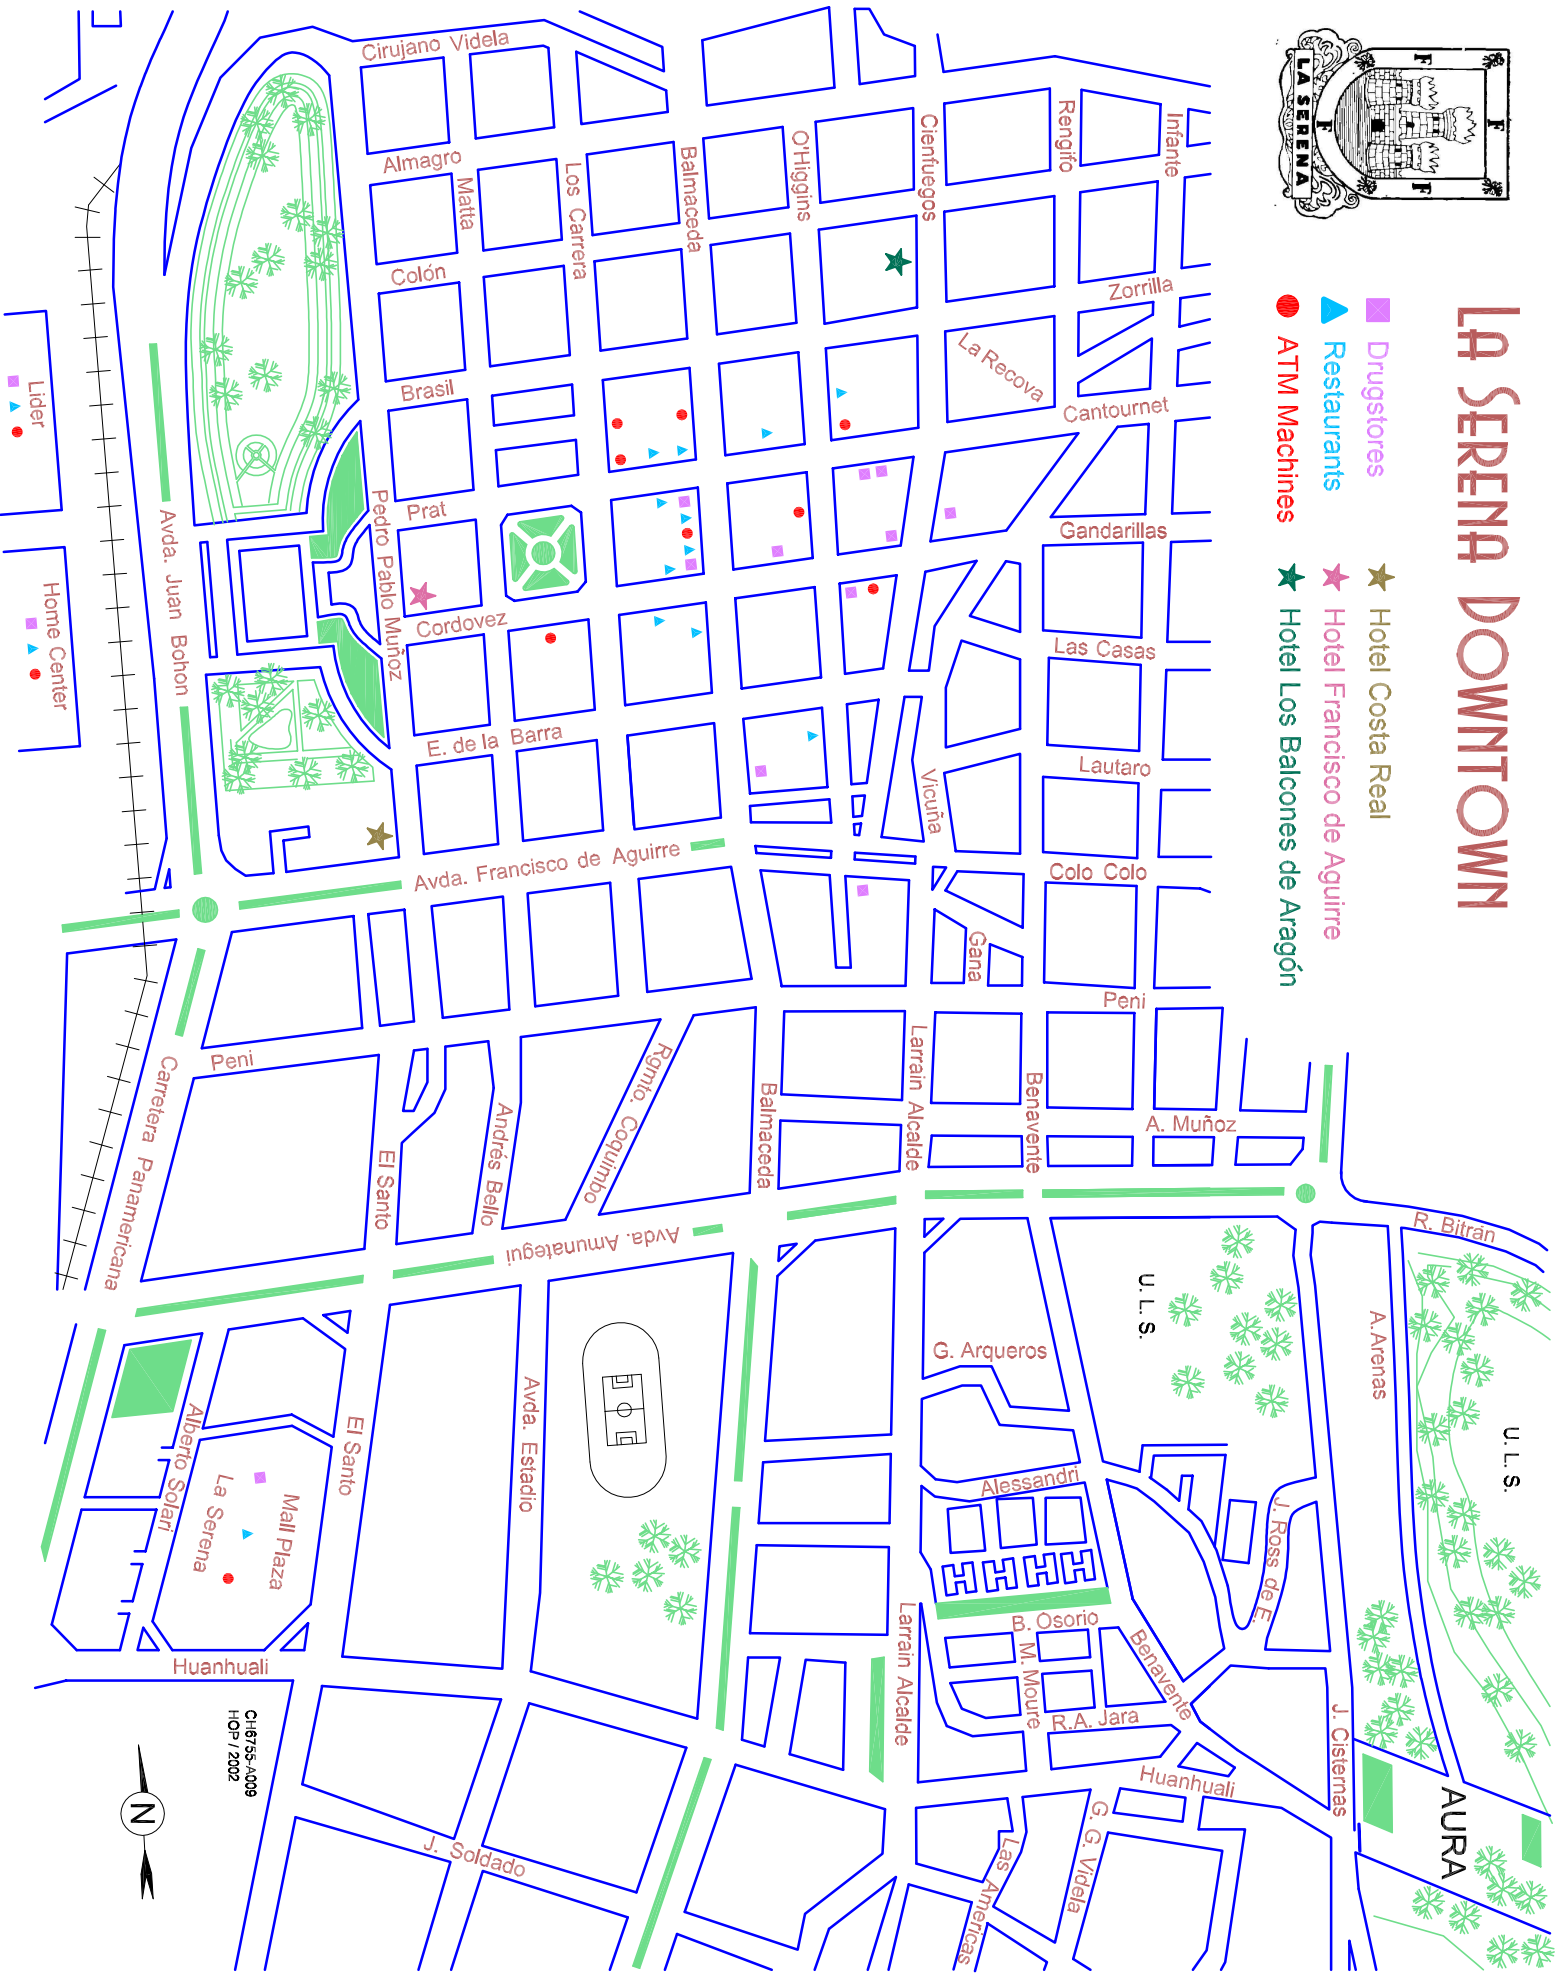 LA SERENA DOWNTOWN
F
F
F
F
LA SERENA
Drugstores
Restaurants
ATM Machines
Hotel Costa Real
Hotel Francisco de Aguirre
Hotel Los Balcones de Aragón
Cirujano Videla
Almagro
Matta
Los Carrera
Balmaceda
O'Higgins
Cienfuegos
Rengifo
Infante
Colón
Zorrilla
La Recova
Brasil
Cantournet
Prat
Gandarillas
Pedro Pablo Muñoz
Cordovez
Las Casas
E. de la Barra
Lautaro
Vicuña
Avda. Juan Bohon
Lider
Home Center
Avda. Francisco de Aguirre
Colo Colo
Gana
Peni
Peni
Carretera Panamericana
El Santo
Andrés Bello
Rgmto. Coquimbo
Balmaceda
Larrain Alcalde
Benavente
A. Muñoz
Avda. Amunategui
R. Bitrán
U. L. S.
A.Arenas
U. L. S.
G. Arqueros
Alessandri
J. Ross de E.
Avda. Estadio
El Santo
Alberto Solari
Mall Plaza
La Serena
B. Osorio
M. Moure
Benavente
R.A. Jara
Larrain Alcalde
Huanhuali
Huanhuali
J. Cisternas
AURA
G. G. Videla
Las Américas
J. Soldado
CH6755-A009
HOP / 2002
N